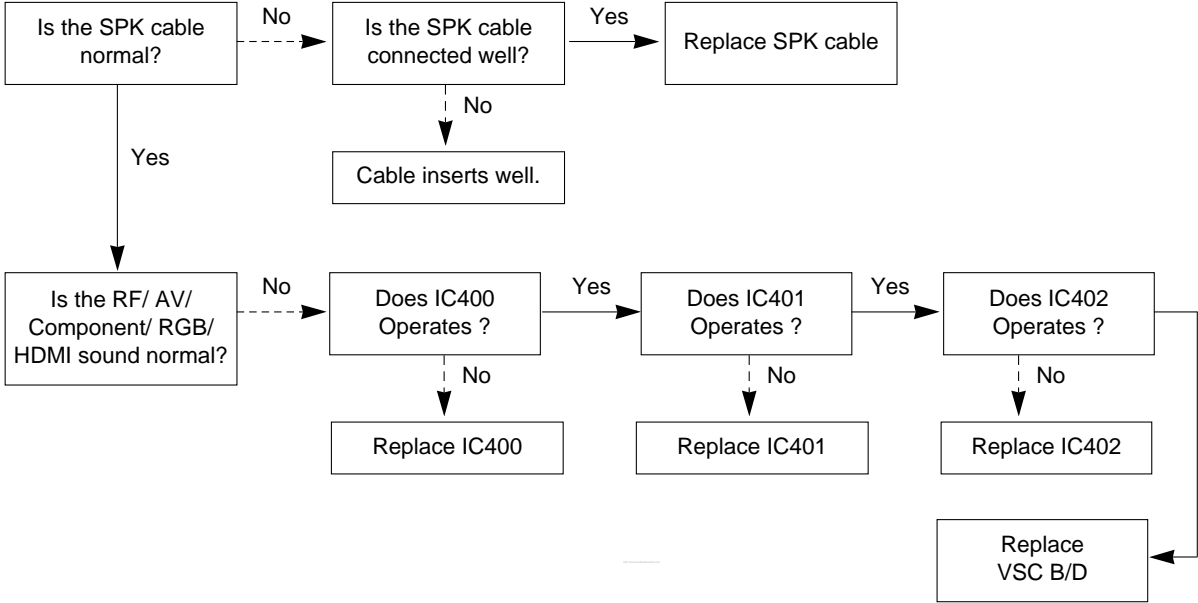 Is the SPK cable
normal?
No
Is the SPK cable
connected well?
Yes
Replace SPK cable
No
Cable inserts well.
Yes
Is the RF/ AV/
Component/ RGB/
HDMI sound normal?
No
Does IC400
Operates ?
Yes
Does IC401
Operates ?
Yes
Does IC402
Operates ?
No
Replace IC400
No
Replace IC401
No
Replace IC402
Replace
VSC B/D